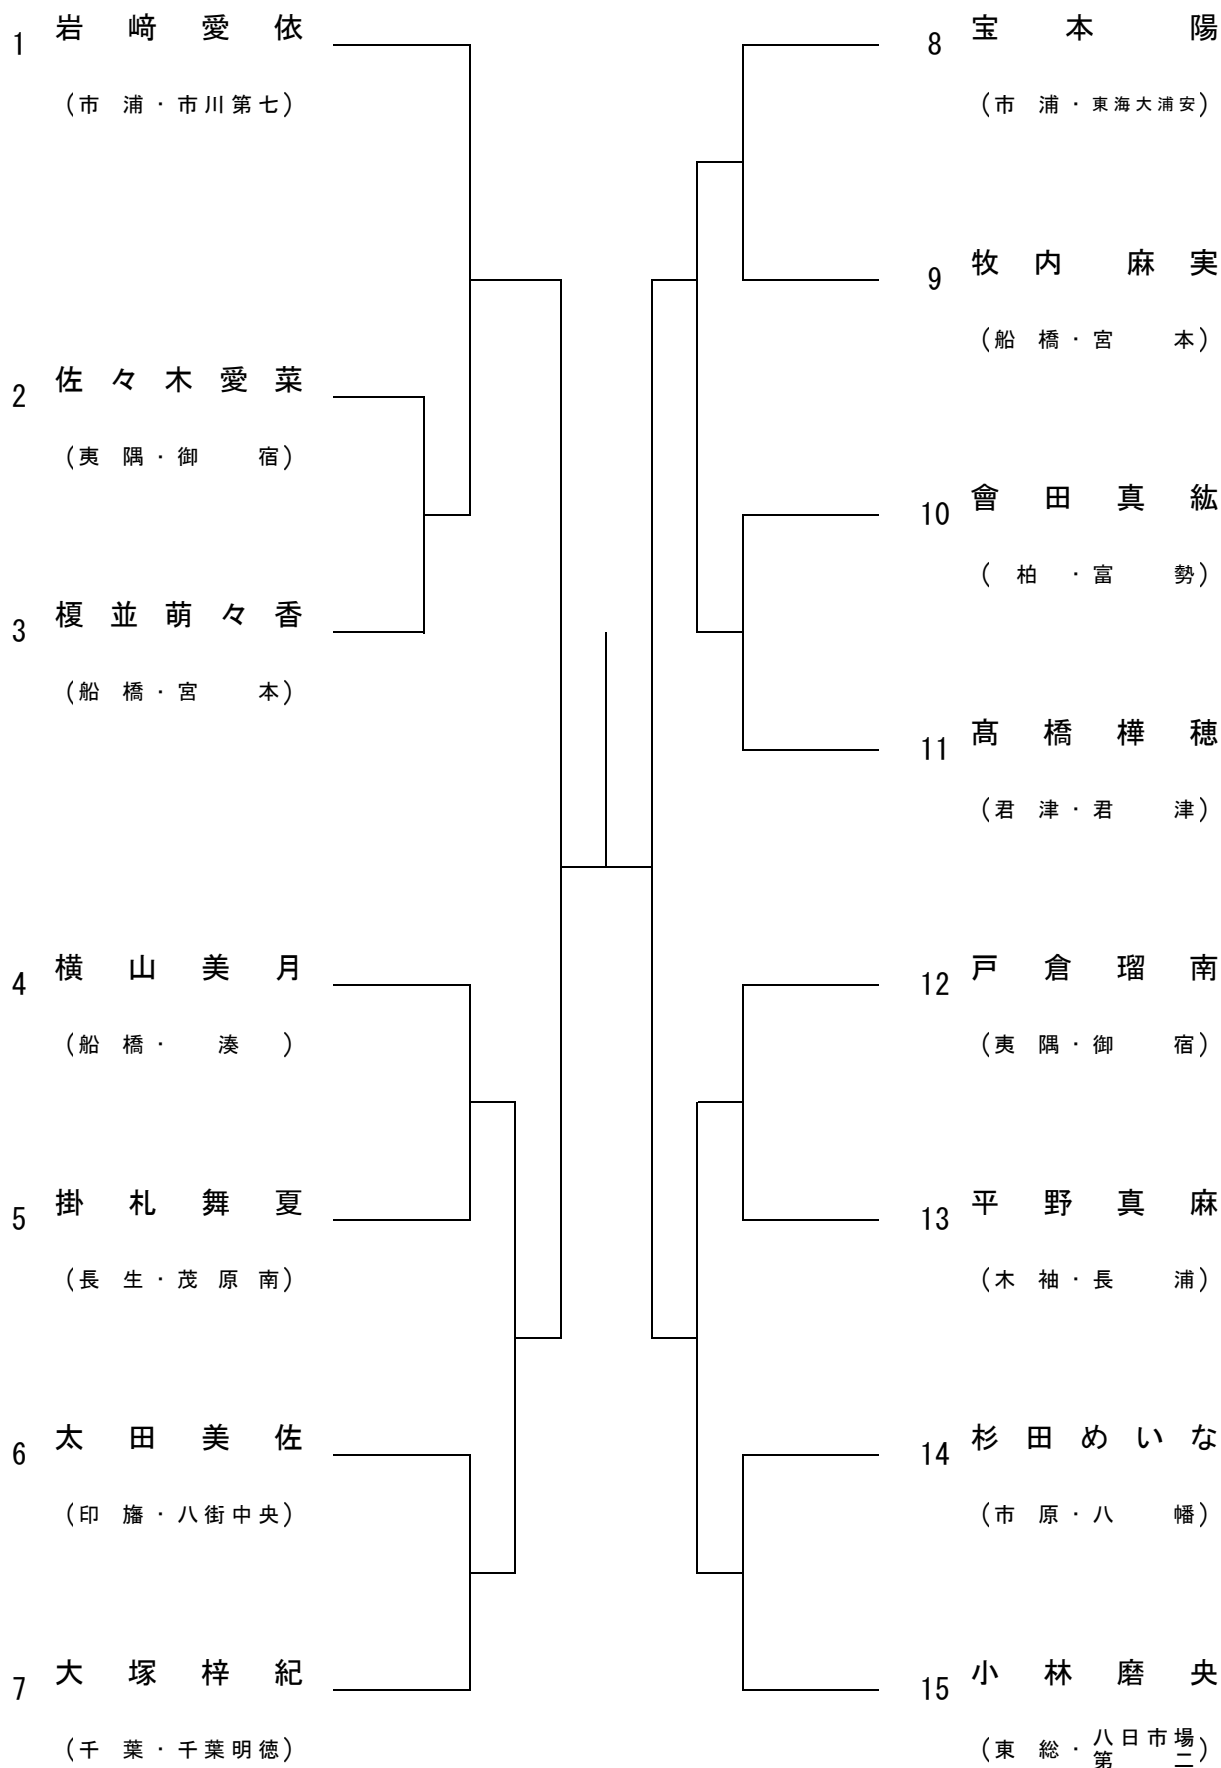 1 岩﨑愛依
(市浦・市川第七)
2 佐々木愛菜
(夷隅・御宿)
3 榎並萌々香
(船橋・宮本)
4 横山美月
(船橋・湊)
5 掛札舞夏
(長生・茂原南)
6 太田美佐
(印旛・八街中央)
7 大塚梓紀
(千葉・千葉明徳)
8 宝本陽
(市浦・東海大浦安)
9 牧内麻実
(船橋・宮本)
10 會田真紘
(柏・富勢)
11 髙橋樺穂
(君津・君津)
12 戸倉瑠南
(夷隅・御宿)
13 平野真麻
(木袖・長浦)
14 杉田めいな
(市原・八幡)
15 小林磨央
(東総・八日市場第二)